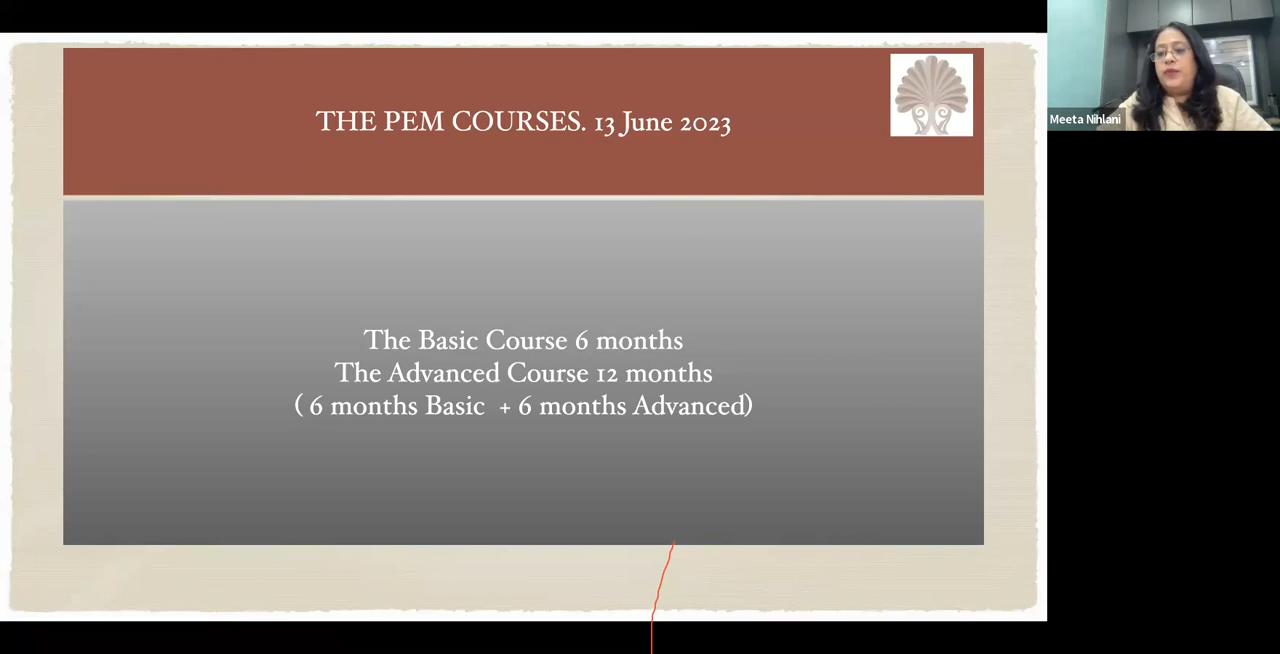 THE PEM COURSES. 13 June 2023
The Basic Course 6 months
The Advanced Course 12 months
( 6 months Basic + 6 months Advanced)
Meeta Nihlani